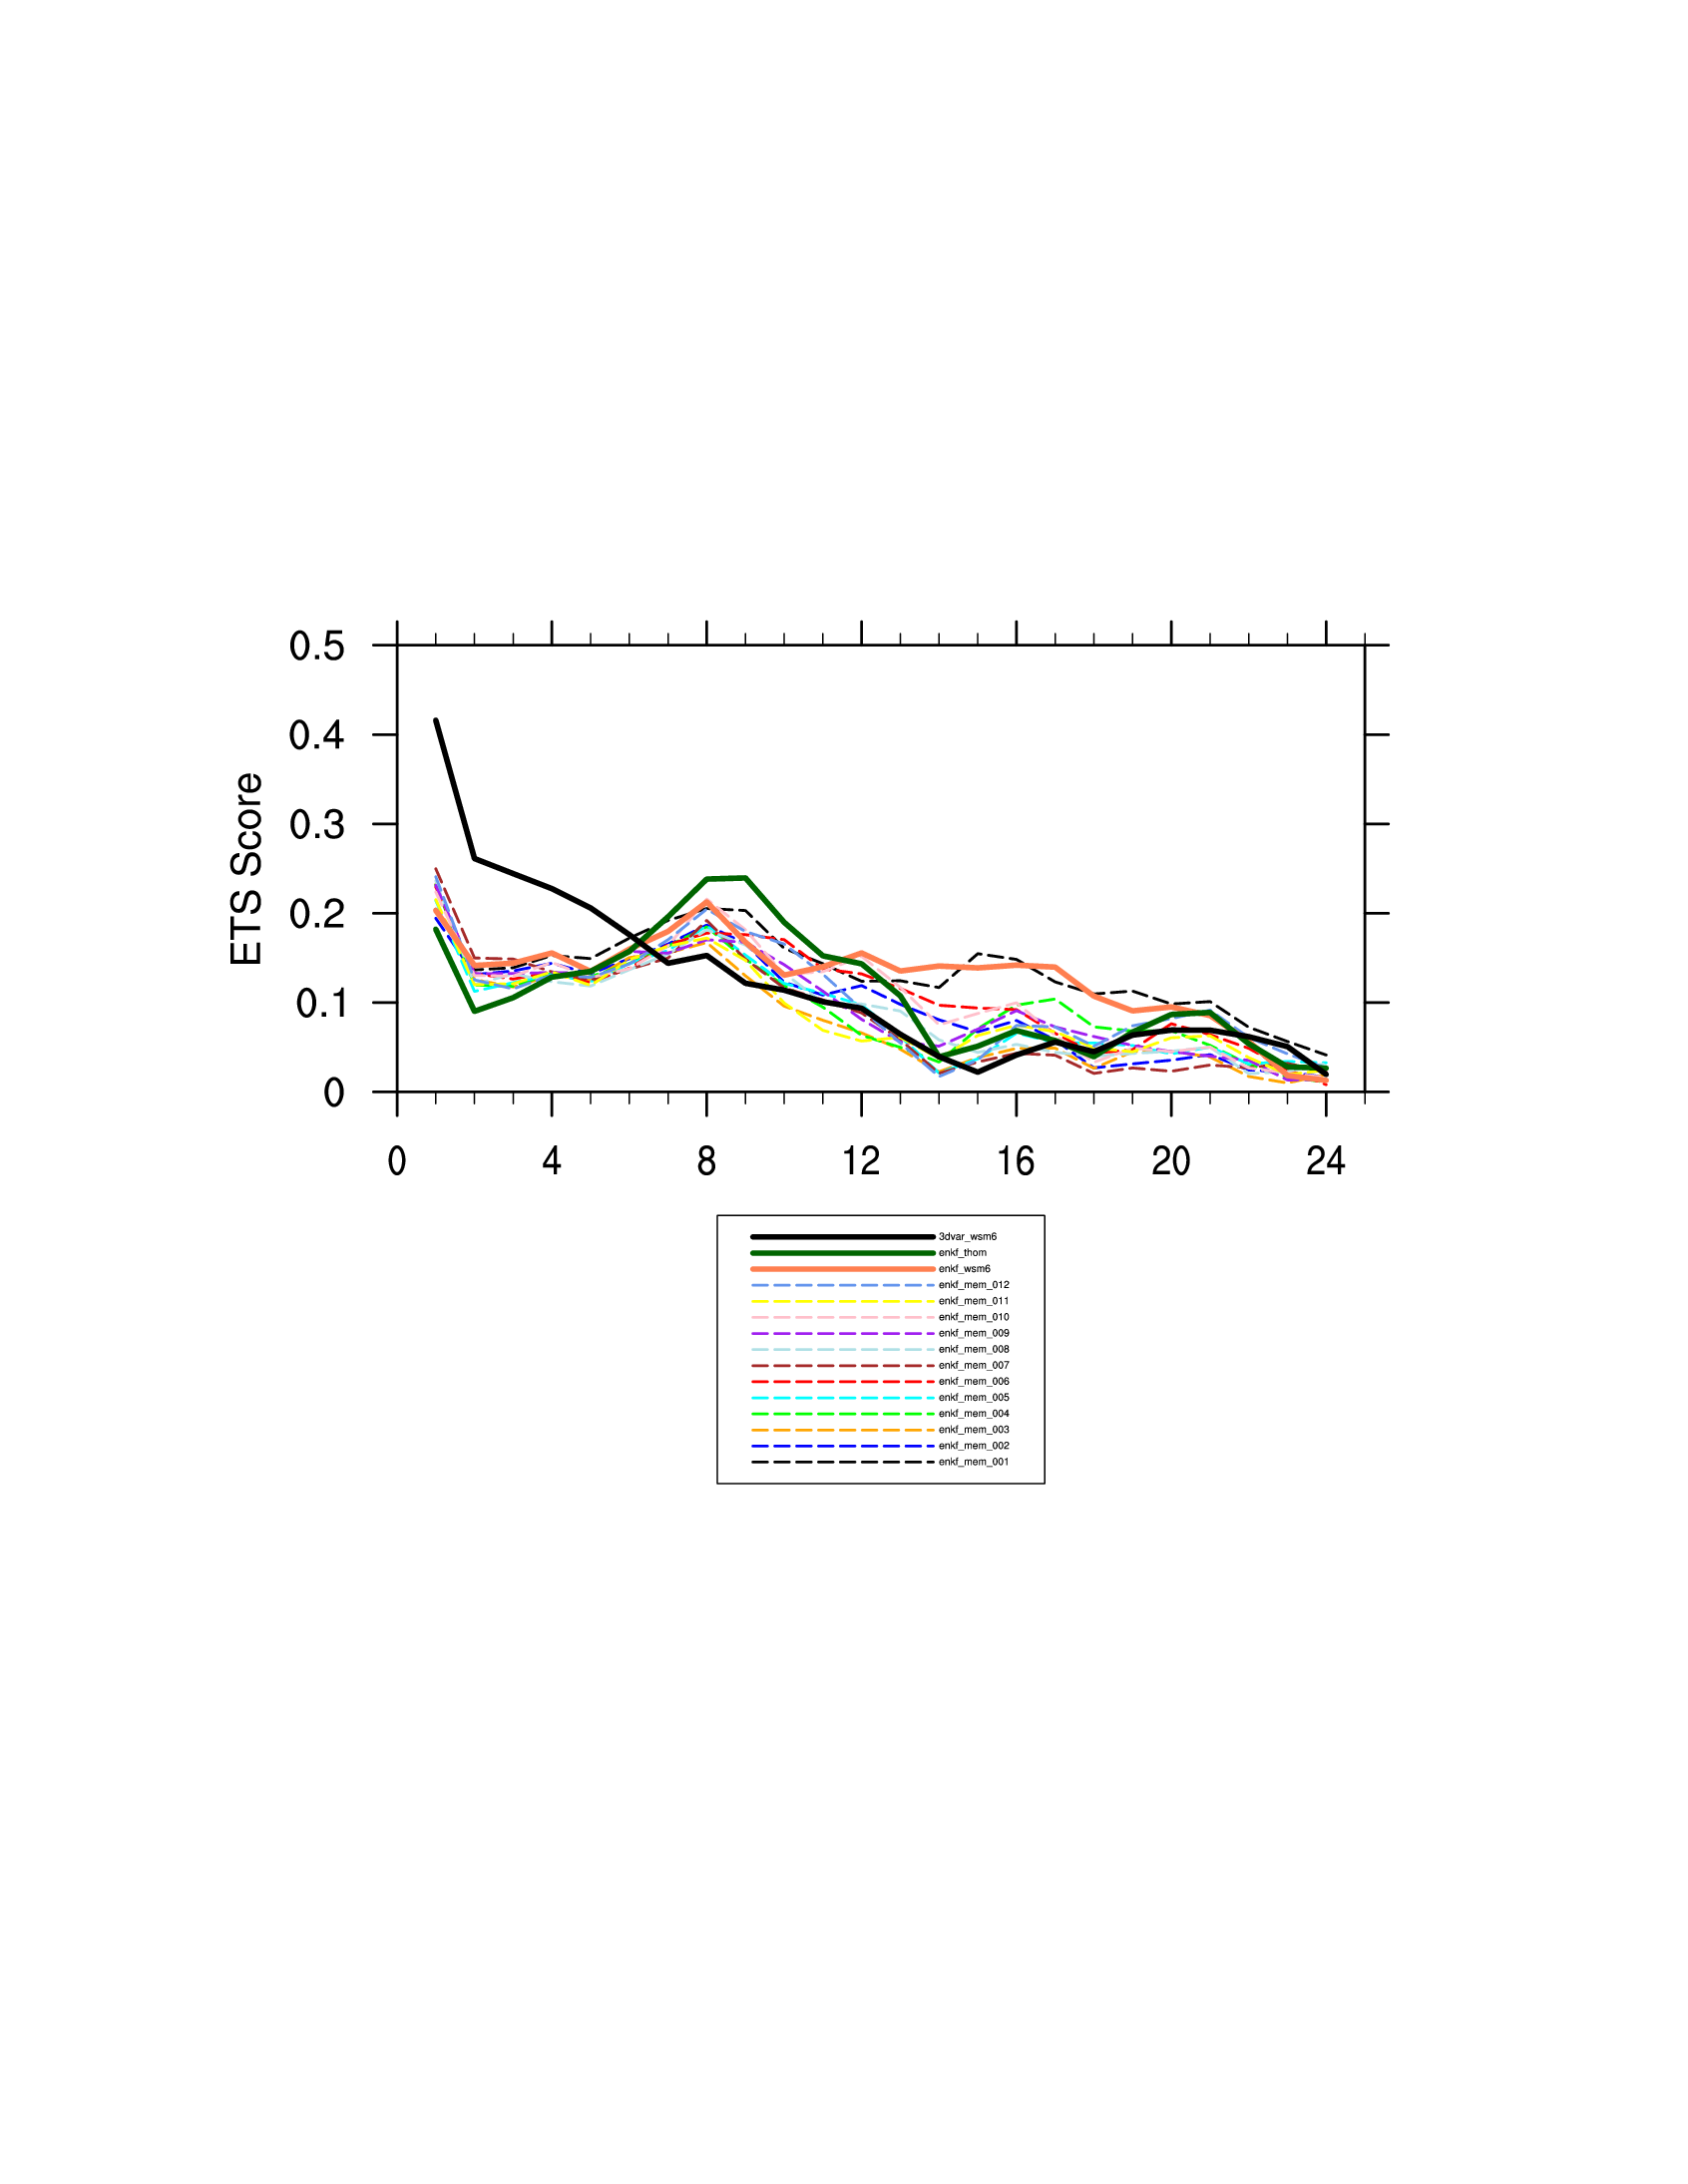 0.5
0.4
0.3
0.2
0.1
0
ETS Score
0 4 8 12 16 20 24
3dvar_wsm6
enkf_thom
enkf_wsm6
enkf_mem_012
enkf_mem_011
enkf_mem_010
enkf_mem_009
enkf_mem_008
enkf_mem_007
enkf_mem_006
enkf_mem_005
enkf_mem_004
enkf_mem_003
enkf_mem_002
enkf_mem_001